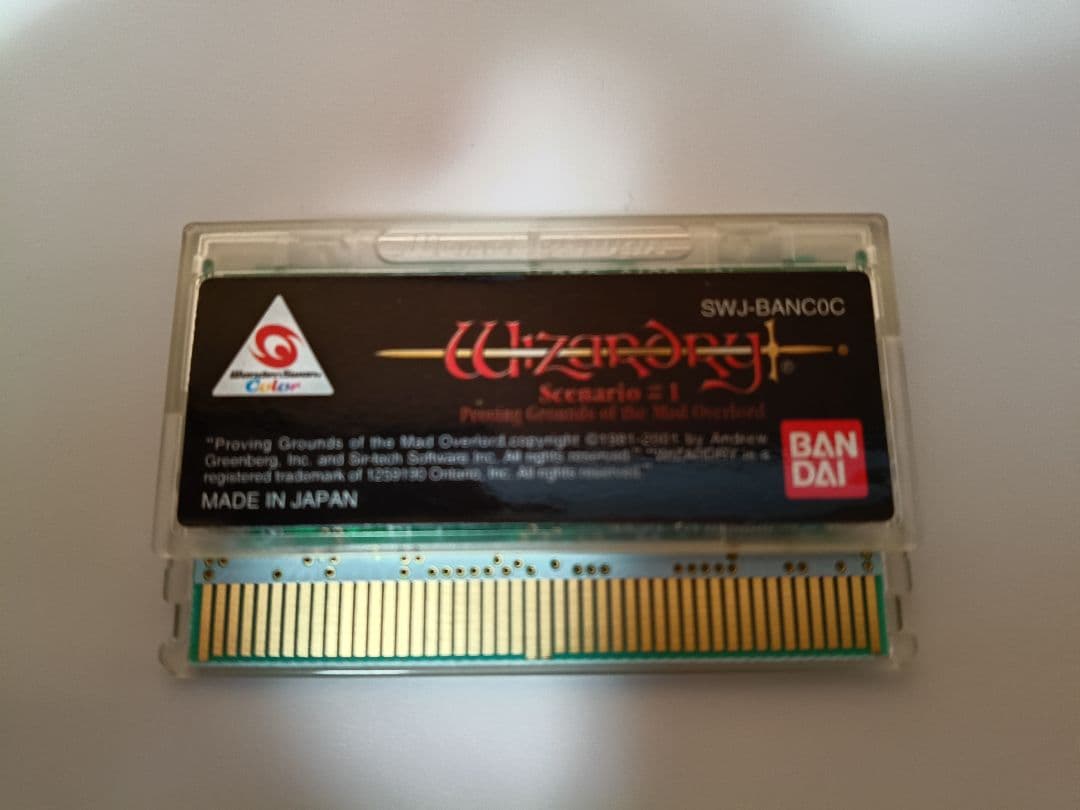 SWJ-BANC0C
WonderSwan
Color
Wizardry®
Scenario #1
Proving Grounds of the Mad Overlord
"Proving Grounds of the Mad Overlord.copyright ©1981-2001 by Andrew
Greenberg, Inc. and Sir-tech Software Inc. All rights reserved." "WIZARDRY is a
registered trademark of 1259190 Ontario, Inc. All rights reserved."
MADE IN JAPAN
BAN
DAI